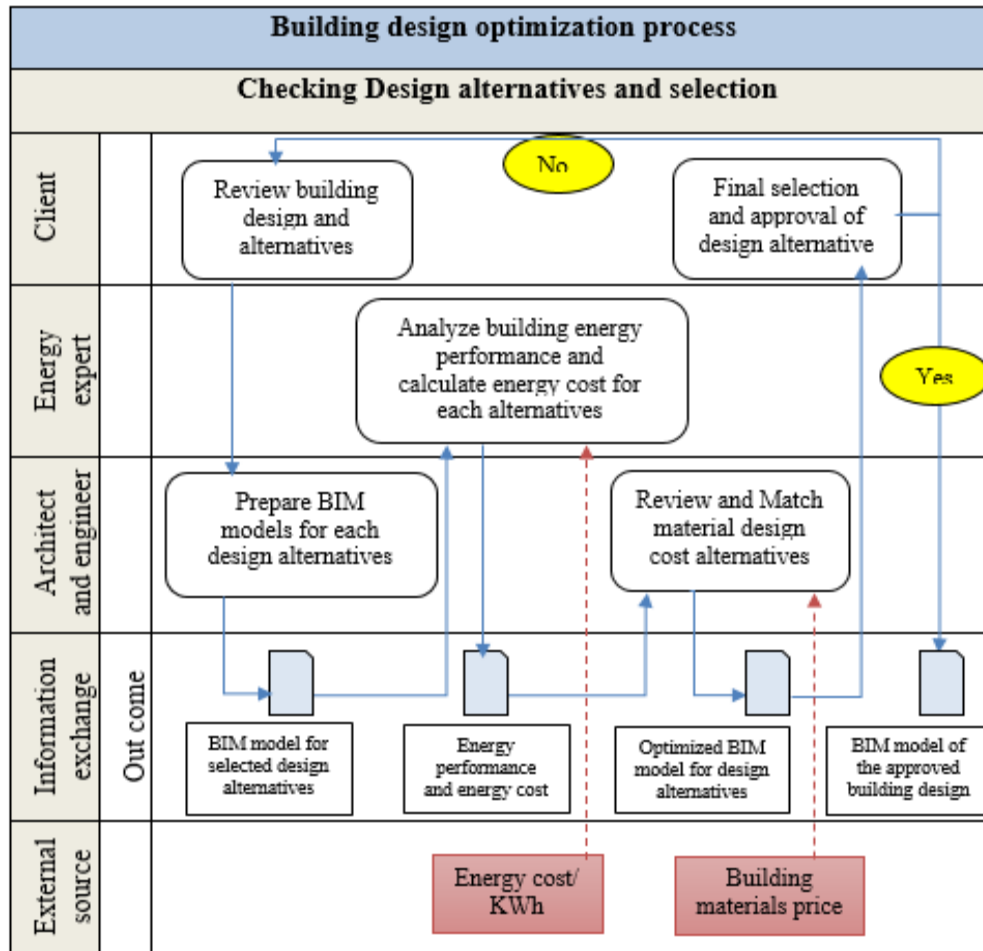 Building design optimization process
Checking Design alternatives and selection
Client
Review building
design and
alternatives
No
Final selection
and approval of
design alternative
Energy
expert
Analyze building energy
performance and
calculate energy cost for
each alternatives
Yes
Architect
and engineer
Prepare BIM
models for each
design alternatives
Review and Match
material design
cost alternatives
Information
exchange
Out come
BIM model for
selected design
alternatives
Energy
performance
and energy cost
Optimized BIM
model for design
alternatives
BIM model of
the approved
building design
External
source
Energy cost/
KWh
Building
materials price